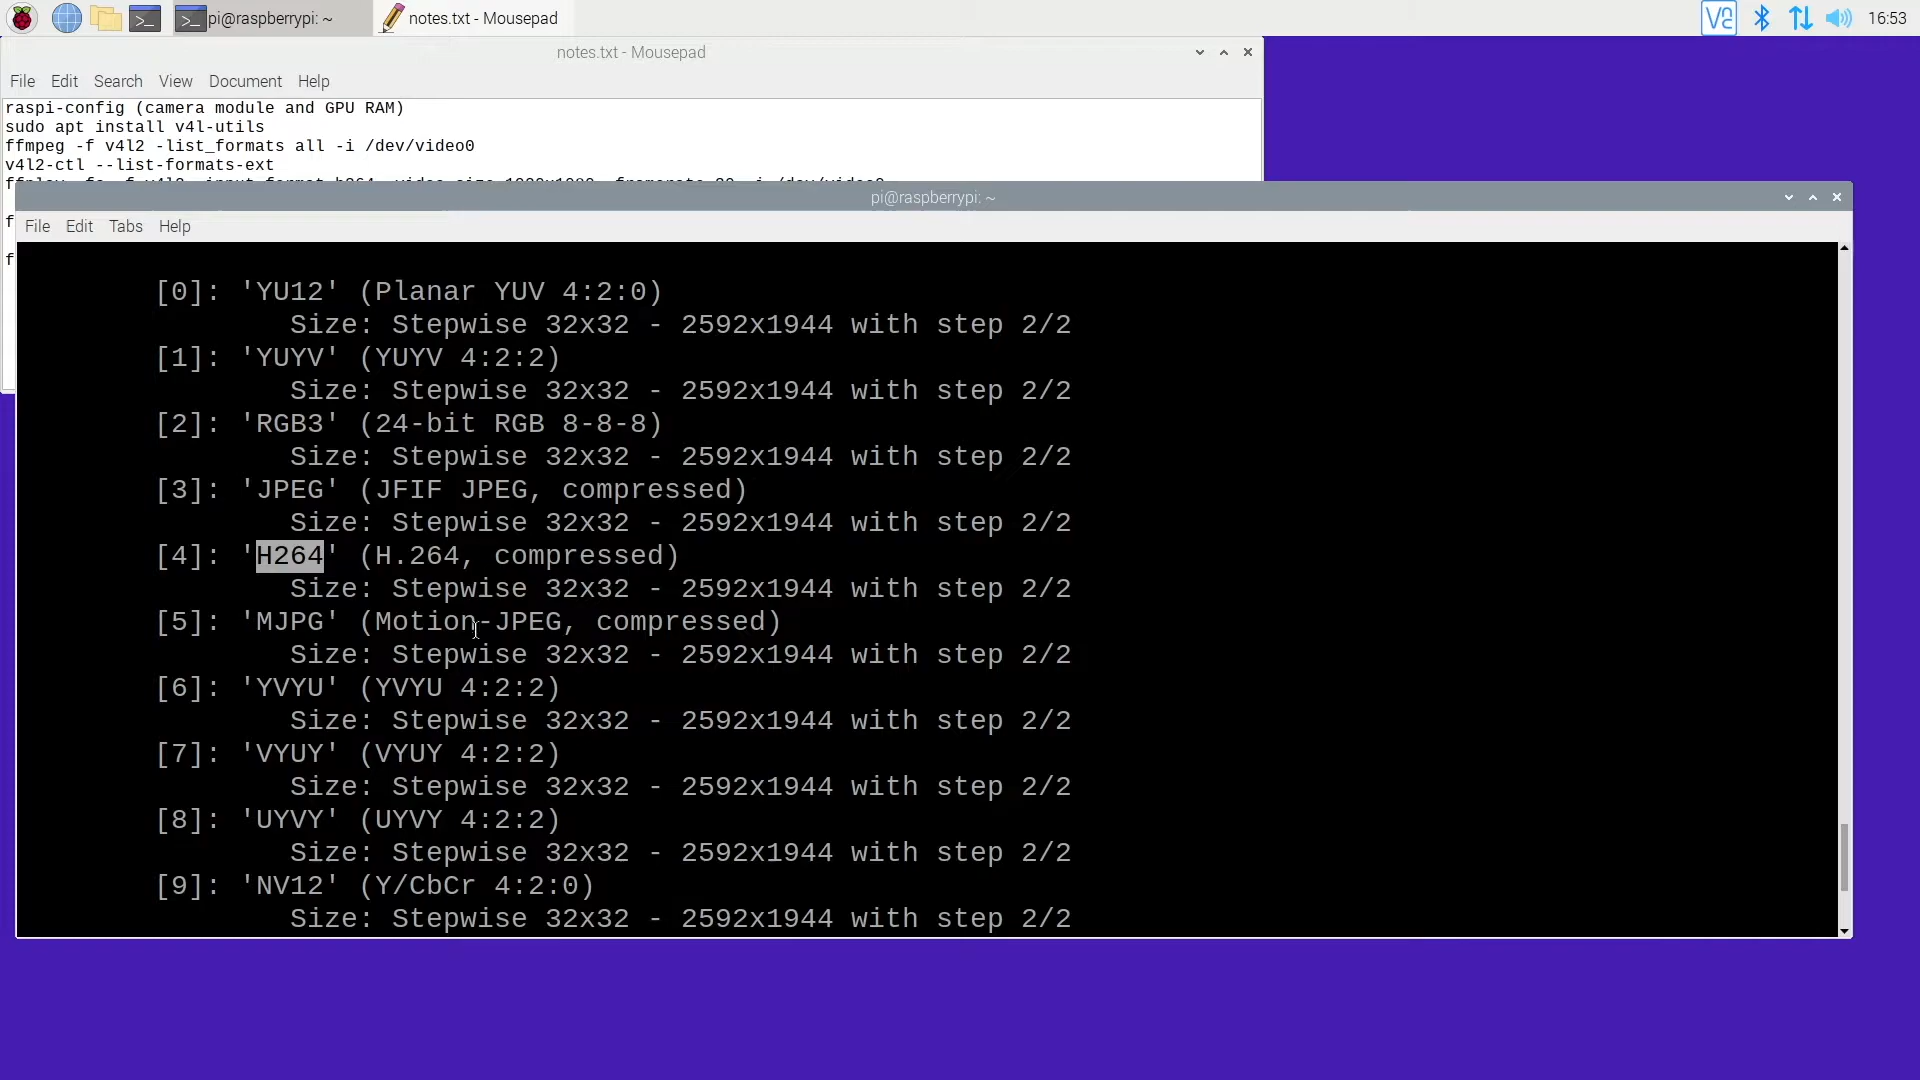 pi@raspberrypi: ~
notes.txt - Mousepad
16:53
notes.txt - Mousepad
File Edit Search View Document Help
raspi-config (camera module and GPU RAM)
sudo apt install v4l-utils
ffmpeg -f v4l2 -list_formats all -i /dev/video0
v4l2-ctl --list-formats-ext
pi@raspberrypi: ~
File Edit Tabs Help
[0]: 'YU12' (Planar YUV 4:2:0)
Size: Stepwise 32x32 - 2592x1944 with step 2/2
[1]: 'YUYV' (YUYV 4:2:2)
Size: Stepwise 32x32 - 2592x1944 with step 2/2
[2]: 'RGB3' (24-bit RGB 8-8-8)
Size: Stepwise 32x32 - 2592x1944 with step 2/2
[3]: 'JPEG' (JFIF JPEG, compressed)
Size: Stepwise 32x32 - 2592x1944 with step 2/2
[4]: 'H264' (H.264, compressed)
Size: Stepwise 32x32 - 2592x1944 with step 2/2
[5]: 'MJPG' (Motion-JPEG, compressed)
Size: Stepwise 32x32 - 2592x1944 with step 2/2
[6]: 'YVYU' (YVYU 4:2:2)
Size: Stepwise 32x32 - 2592x1944 with step 2/2
[7]: 'VYUY' (VYUY 4:2:2)
Size: Stepwise 32x32 - 2592x1944 with step 2/2
[8]: 'UYVY' (UYVY 4:2:2)
Size: Stepwise 32x32 - 2592x1944 with step 2/2
[9]: 'NV12' (Y/CbCr 4:2:0)
Size: Stepwise 32x32 - 2592x1944 with step 2/2